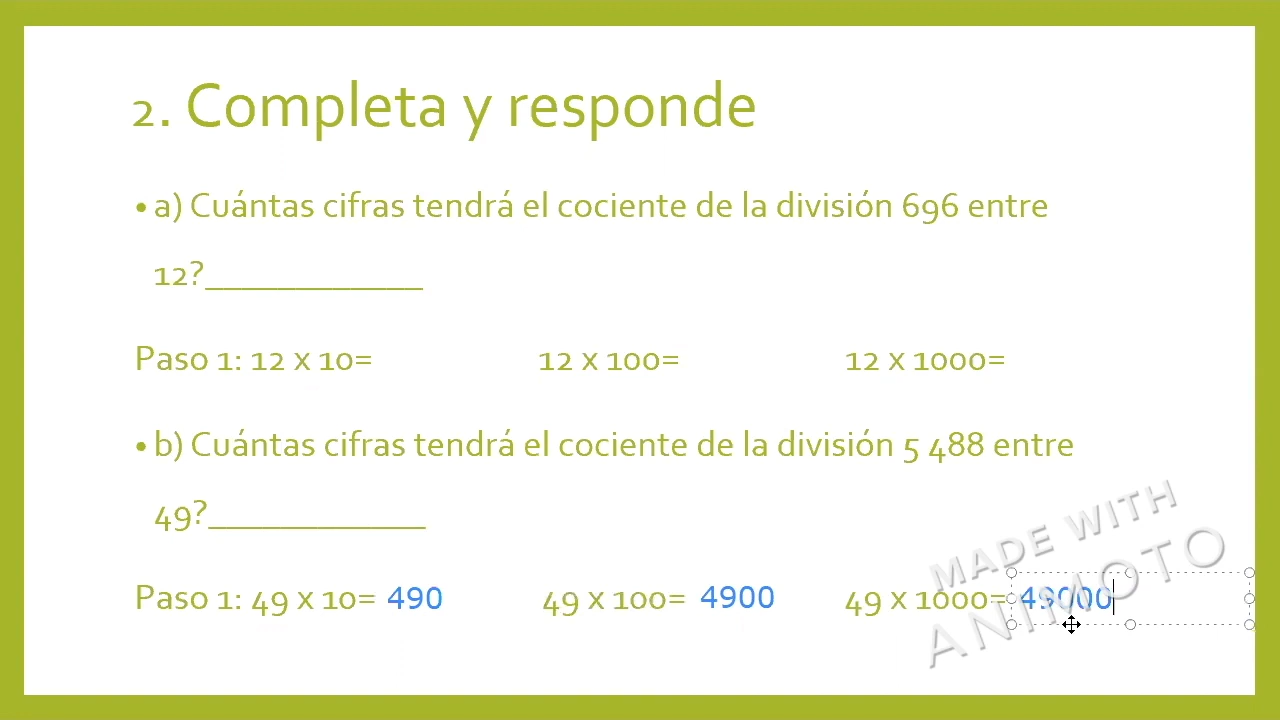 2. Completa y responde
• a) Cuántas cifras tendrá el cociente de la división 696 entre
12?____________
Paso 1: 12 x 10= 12 x 100= 12 x 1000=
• b) Cuántas cifras tendrá el cociente de la división 5 488 entre
49?____________
Paso 1: 49 x 10= 490 49 x 100= 4900 49 x 1000= 49000
MADE WITH
ANIMOTO